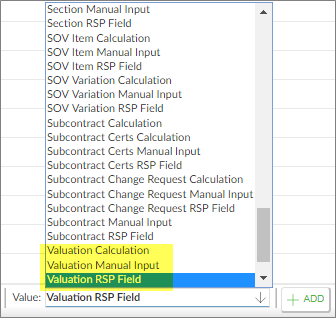 Section Manual Input
Section RSP Field
SOV Item Calculation
SOV Item Manual Input
SOV Item RSP Field
SOV Variation Calculation
SOV Variation Manual Input
SOV Variation RSP Field
Subcontract Calculation
Subcontract Certs Calculation
Subcontract Certs Manual Input
Subcontract Certs RSP Field
Subcontract Change Request Calculation
Subcontract Change Request Manual Input
Subcontract Change Request RSP Field
Subcontract Manual Input
Subcontract RSP Field
Valuation Calculation
Valuation Manual Input
Valuation RSP Field
Value: Valuation RSP Field + ADD